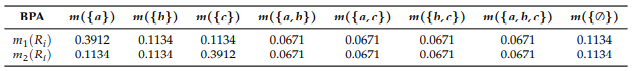 BPA m({a}) m({b}) m({c}) m({a,b}) m({a,c}) m({b,c}) m({a,b,c}) m({∅})
m₁(Rᵢ) 0.3912 0.1134 0.1134 0.0671 0.0671 0.0671 0.0671 0.1134
m₂(Rᵢ) 0.1134 0.1134 0.3912 0.0671 0.0671 0.0671 0.0671 0.1134